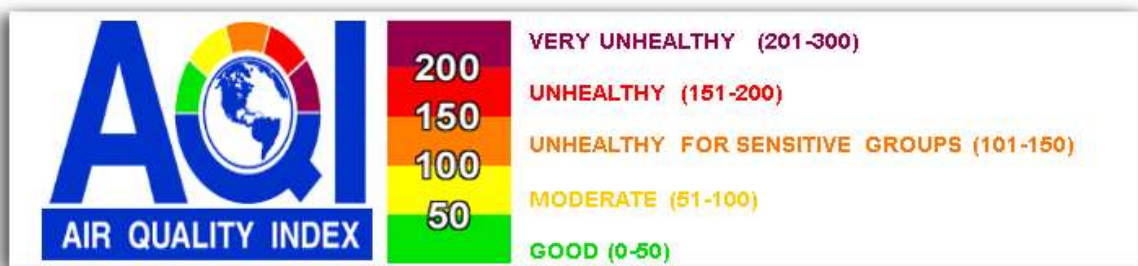 AQI
AIR QUALITY INDEX
200
150
100
50
VERY UNHEALTHY (201-300)
UNHEALTHY (151-200)
UNHEALTHY FOR SENSITIVE GROUPS (101-150)
MODERATE (51-100)
GOOD (0-50)